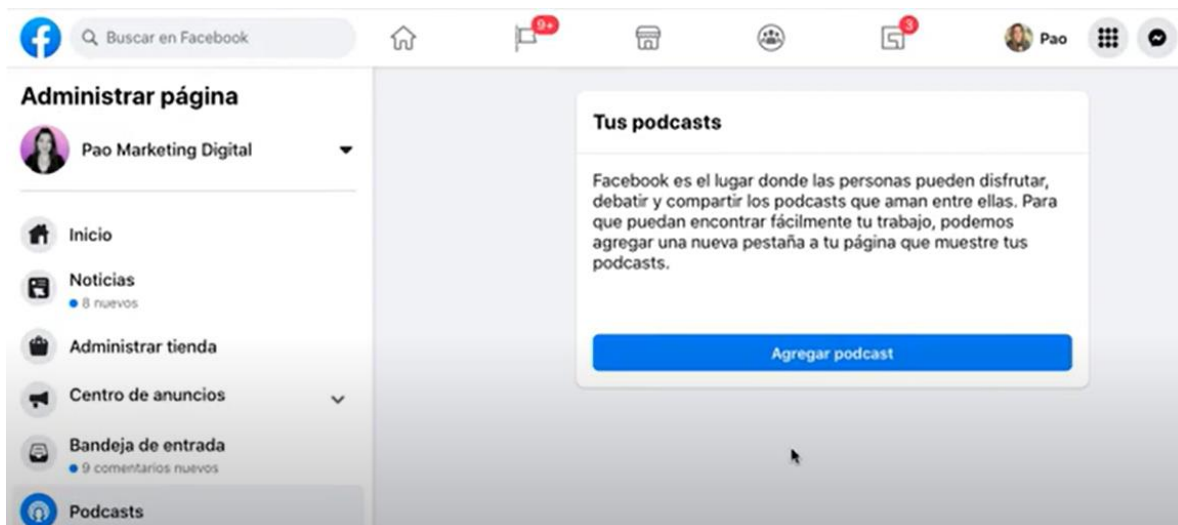 Buscar en Facebook
9+
3
Pao
Administrar página
Pao Marketing Digital
Inicio
Noticias
8 nuevos
Administrar tienda
Centro de anuncios
Bandeja de entrada
9 comentarios nuevos
Podcasts
Tus podcasts
Facebook es el lugar donde las personas pueden disfrutar,
debatir y compartir los podcasts que aman entre ellas. Para
que puedan encontrar fácilmente tu trabajo, podemos
agregar una nueva pestaña a tu página que muestre tus
podcasts.
Agregar podcast